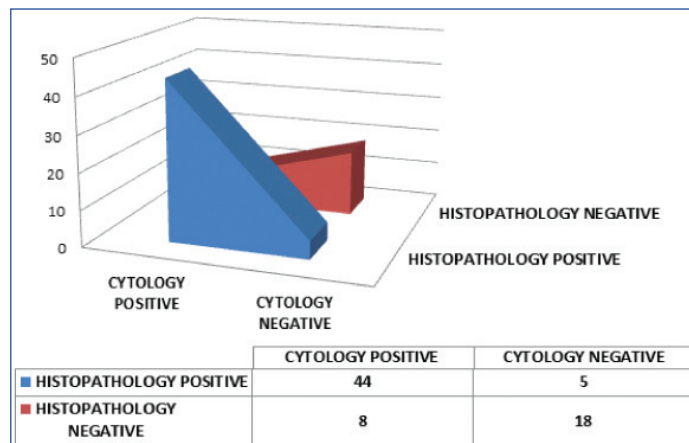 50
40
30
20
10
0
HISTOPATHOLOGY NEGATIVE
HISTOPATHOLOGY POSITIVE
CYTOLOGY
POSITIVE
CYTOLOGY
NEGATIVE
CYTOLOGY POSITIVE CYTOLOGY NEGATIVE
HISTOPATHOLOGY POSITIVE 44 5
HISTOPATHOLOGY
NEGATIVE 8 18